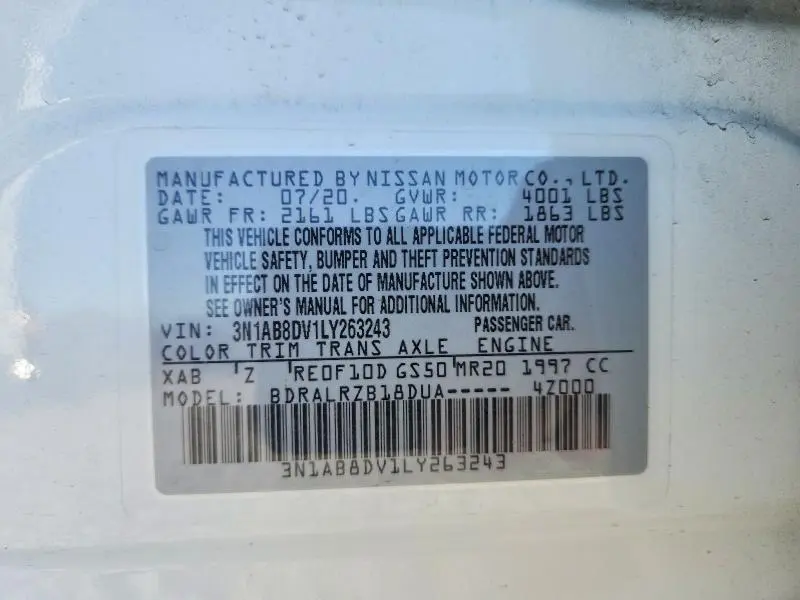 MANUFACTURED BY NISSAN MOTOR CO., LTD.
DATE: 07/20. GVWR: 4001 LBS
GAWR FR: 2161 LBS GAWR RR: 1863 LBS
THIS VEHICLE CONFORMS TO ALL APPLICABLE FEDERAL MOTOR
VEHICLE SAFETY, BUMPER AND THEFT PREVENTION STANDARDS
IN EFFECT ON THE DATE OF MANUFACTURE SHOWN ABOVE.
SEE OWNER'S MANUAL FOR ADDITIONAL INFORMATION.
VIN: 3N1AB8DV1LY263243 PASSENGER CAR.
COLOR TRIM TRANS AXLE ENGINE
XAB Z RE0F10D GS50 MR20 1997 CC
MODEL: BDRALRZB18DUA----- 4Z000
3N1AB8DV1LY263243